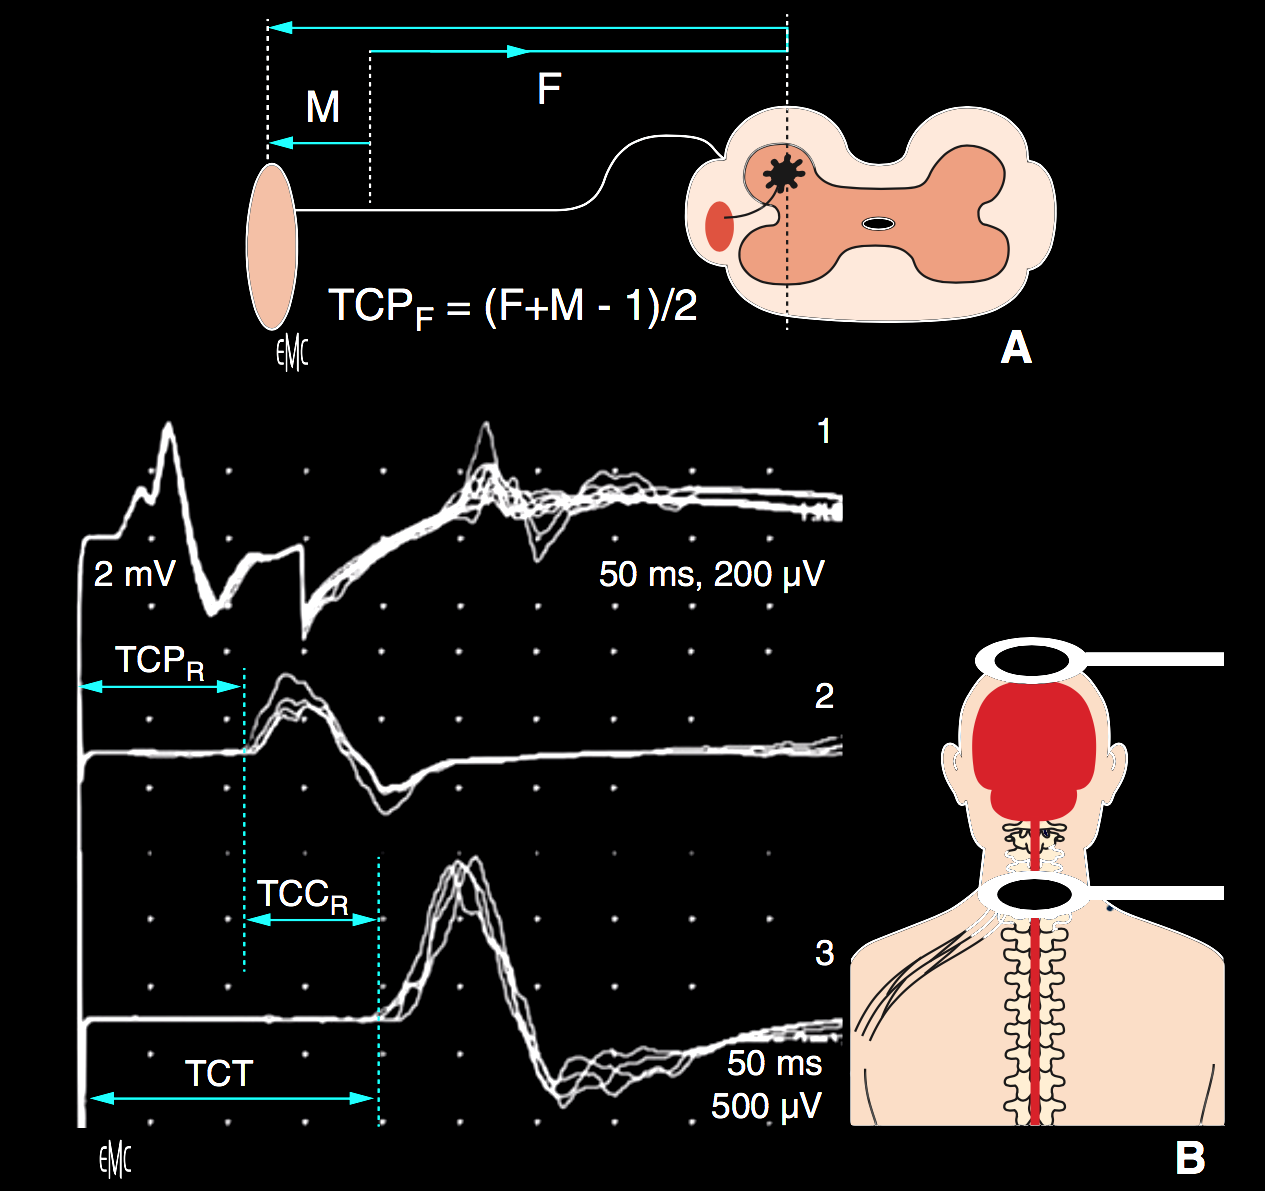 F
M
TCPF = (F+M - 1)/2
EMC
A
1
2 mV
50 ms, 200 µV
TCPR
2
TCCR
3
50 ms
TCT
500 µV
EMC
B